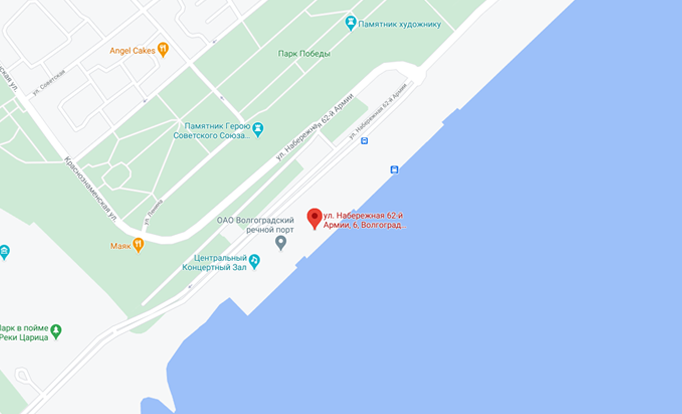 Памятник художнику
Angel Cakes
Парк Победы
ул. Советская
ул. Набережная 62-й Армии
ул. Набережная 62-й Армии
Памятник Герою
Советского Союза...
Краснознаменская ул.
ОАО Волгоградский
речной порт
ул. Набережная 62-й
Армии, 6, Волгоград
Маяк
Центральный
Концертный Зал
Парк в пойме
Реки Царица